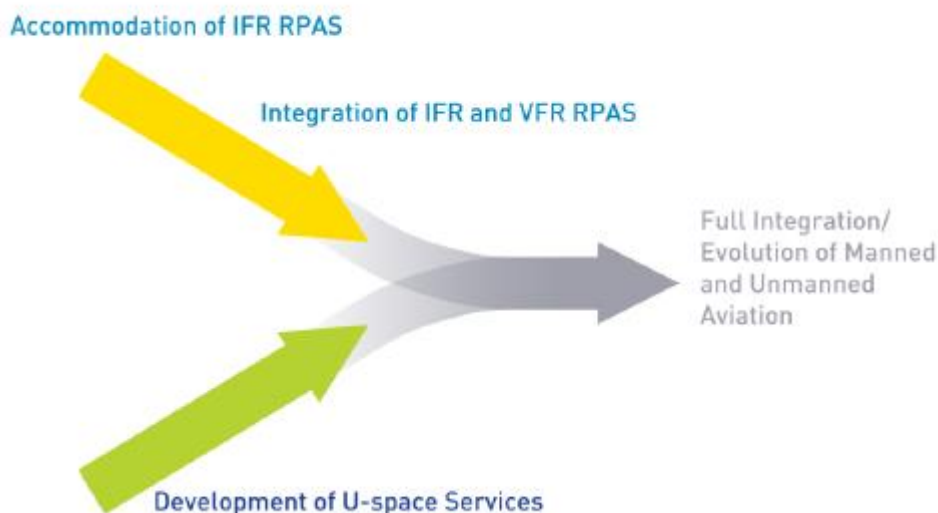 Accommodation of IFR RPAS
Integration of IFR and VFR RPAS
Full Integration/
Evolution of Manned
and Unmanned
Aviation
Development of U-space Services